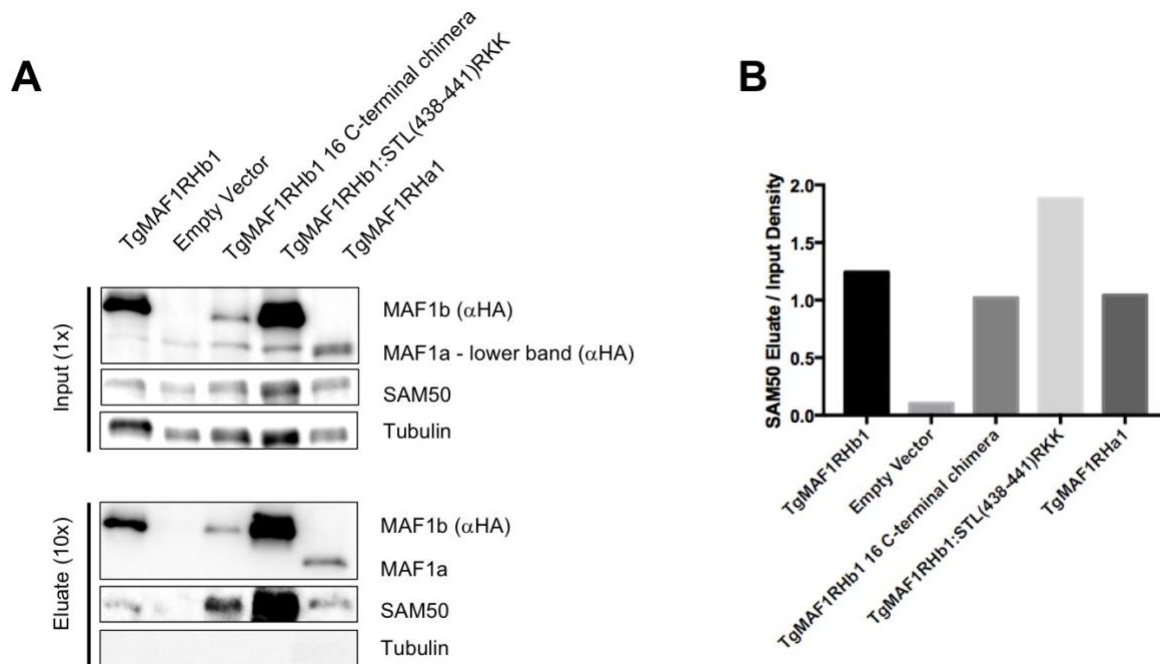 A
TgMAF1RHb1
Empty Vector
TgMAF1RHb1 16 C-terminal chimera
TgMAF1RHb1:STL(438-441)RKK
TgMAF1RHa1
Input (1x)
MAF1b (αHA)
MAF1a - lower band (αHA)
SAM50
Tubulin
Eluate (10x)
MAF1b (αHA)
MAF1a
SAM50
Tubulin
B
SAM50 Eluate / Input Density
2.0
1.5
1.0
0.5
0.0
TgMAF1RHb1
Empty Vector
TgMAF1RHb1 16 C-terminal chimera
TgMAF1RHb1:STL(438-441)RKK
TgMAF1RHa1